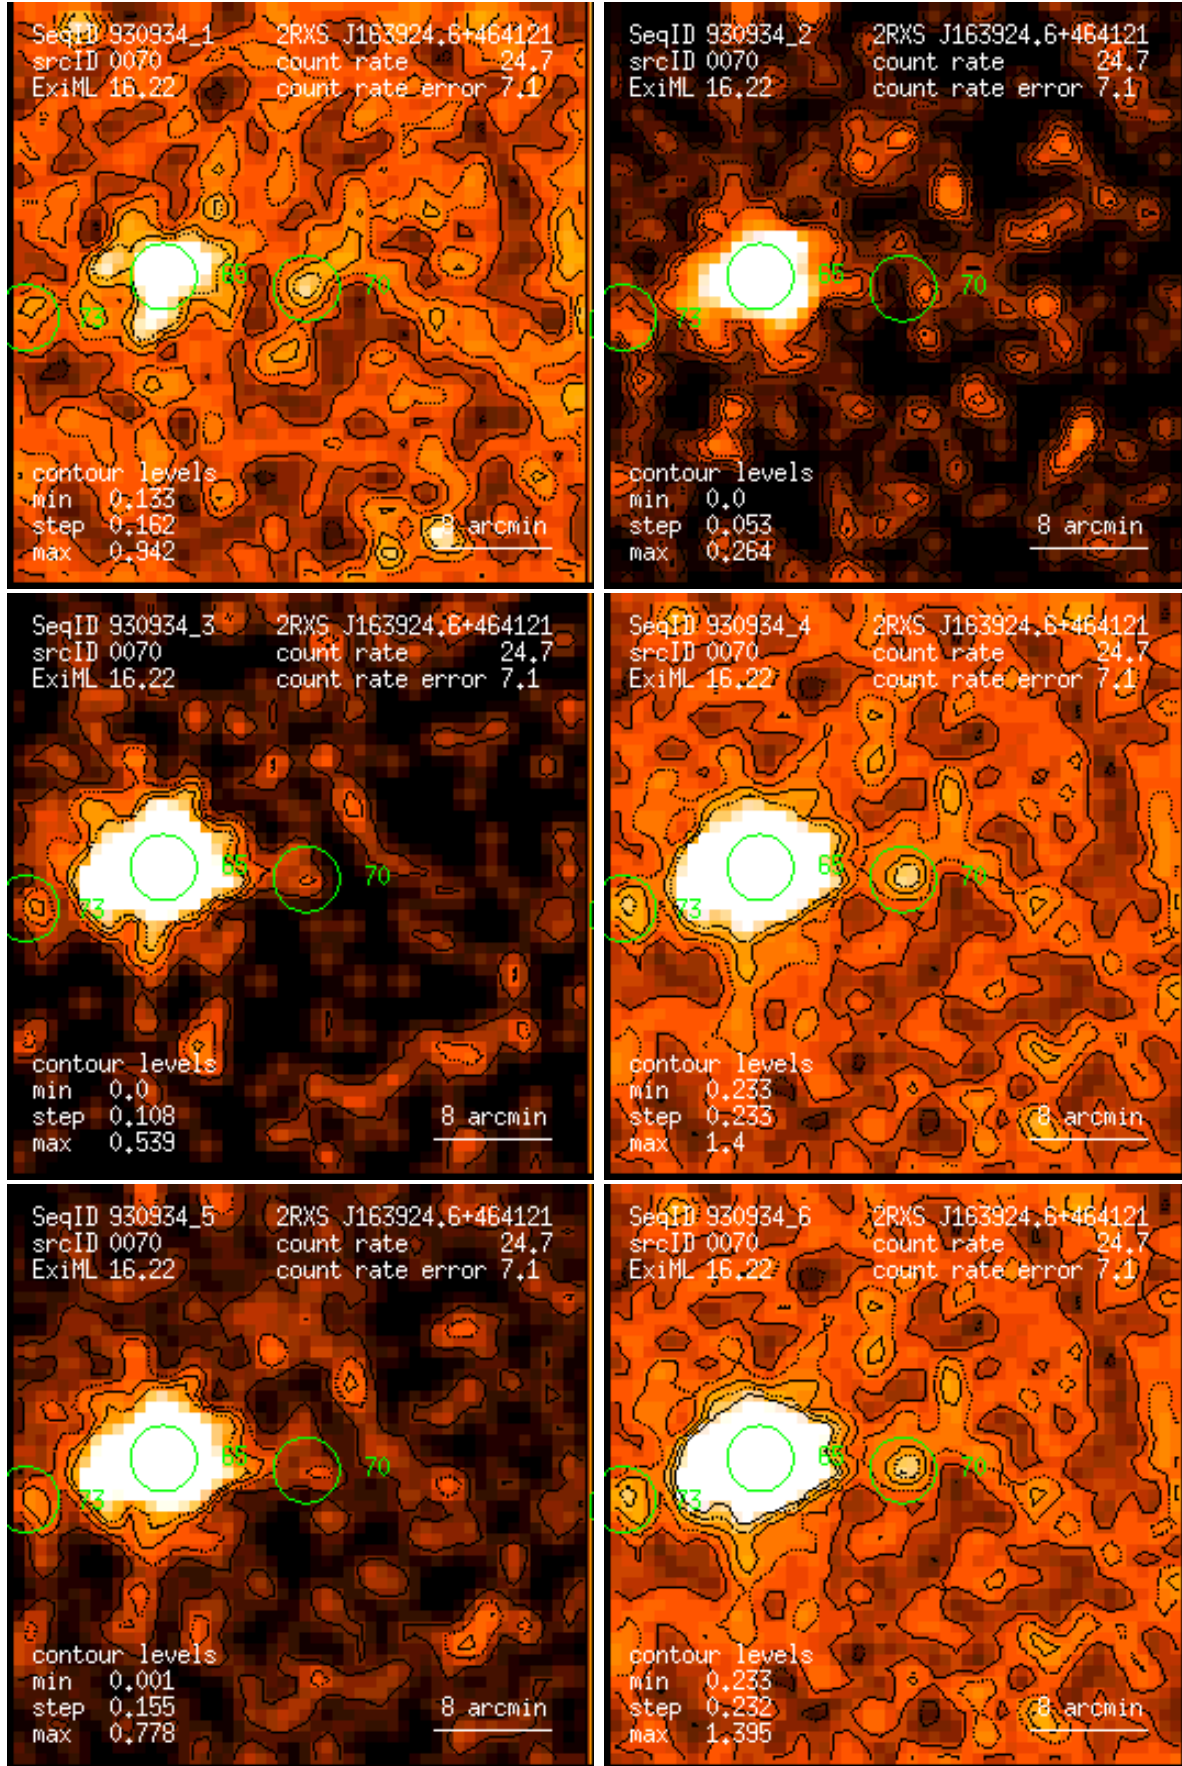 SeqID 930934_1 2RXS J163924.6+464121
srcID 0070 count rate 24.7
ExiML 16.22 count rate error 7.1
65
70
73
contour levels
min 0.133
step 0.162
max 0.942
8 arcmin
SeqID 930934_2 2RXS J163924.6+464121
srcID 0070 count rate 24.7
ExiML 16.22 count rate error 7.1
65
70
73
contour levels
min 0.0
step 0.053
max 0.264
8 arcmin
SeqID 930934_3 2RXS J163924.6+464121
srcID 0070 count rate 24.7
ExiML 16.22 count rate error 7.1
65
70
73
contour levels
min 0.0
step 0.108
max 0.539
8 arcmin
SeqID 930934_4 2RXS J163924.6+464121
srcID 0070 count rate 24.7
ExiML 16.22 count rate error 7.1
65
70
73
contour levels
min 0.233
step 0.233
max 1.4
8 arcmin
SeqID 930934_5 2RXS J163924.6+464121
srcID 0070 count rate 24.7
ExiML 16.22 count rate error 7.1
65
70
73
contour levels
min 0.001
step 0.155
max 0.778
8 arcmin
SeqID 930934_6 2RXS J163924.6+464121
srcID 0070 count rate 24.7
ExiML 16.22 count rate error 7.1
65
70
73
contour levels
min 0.233
step 0.232
max 1.395
8 arcmin